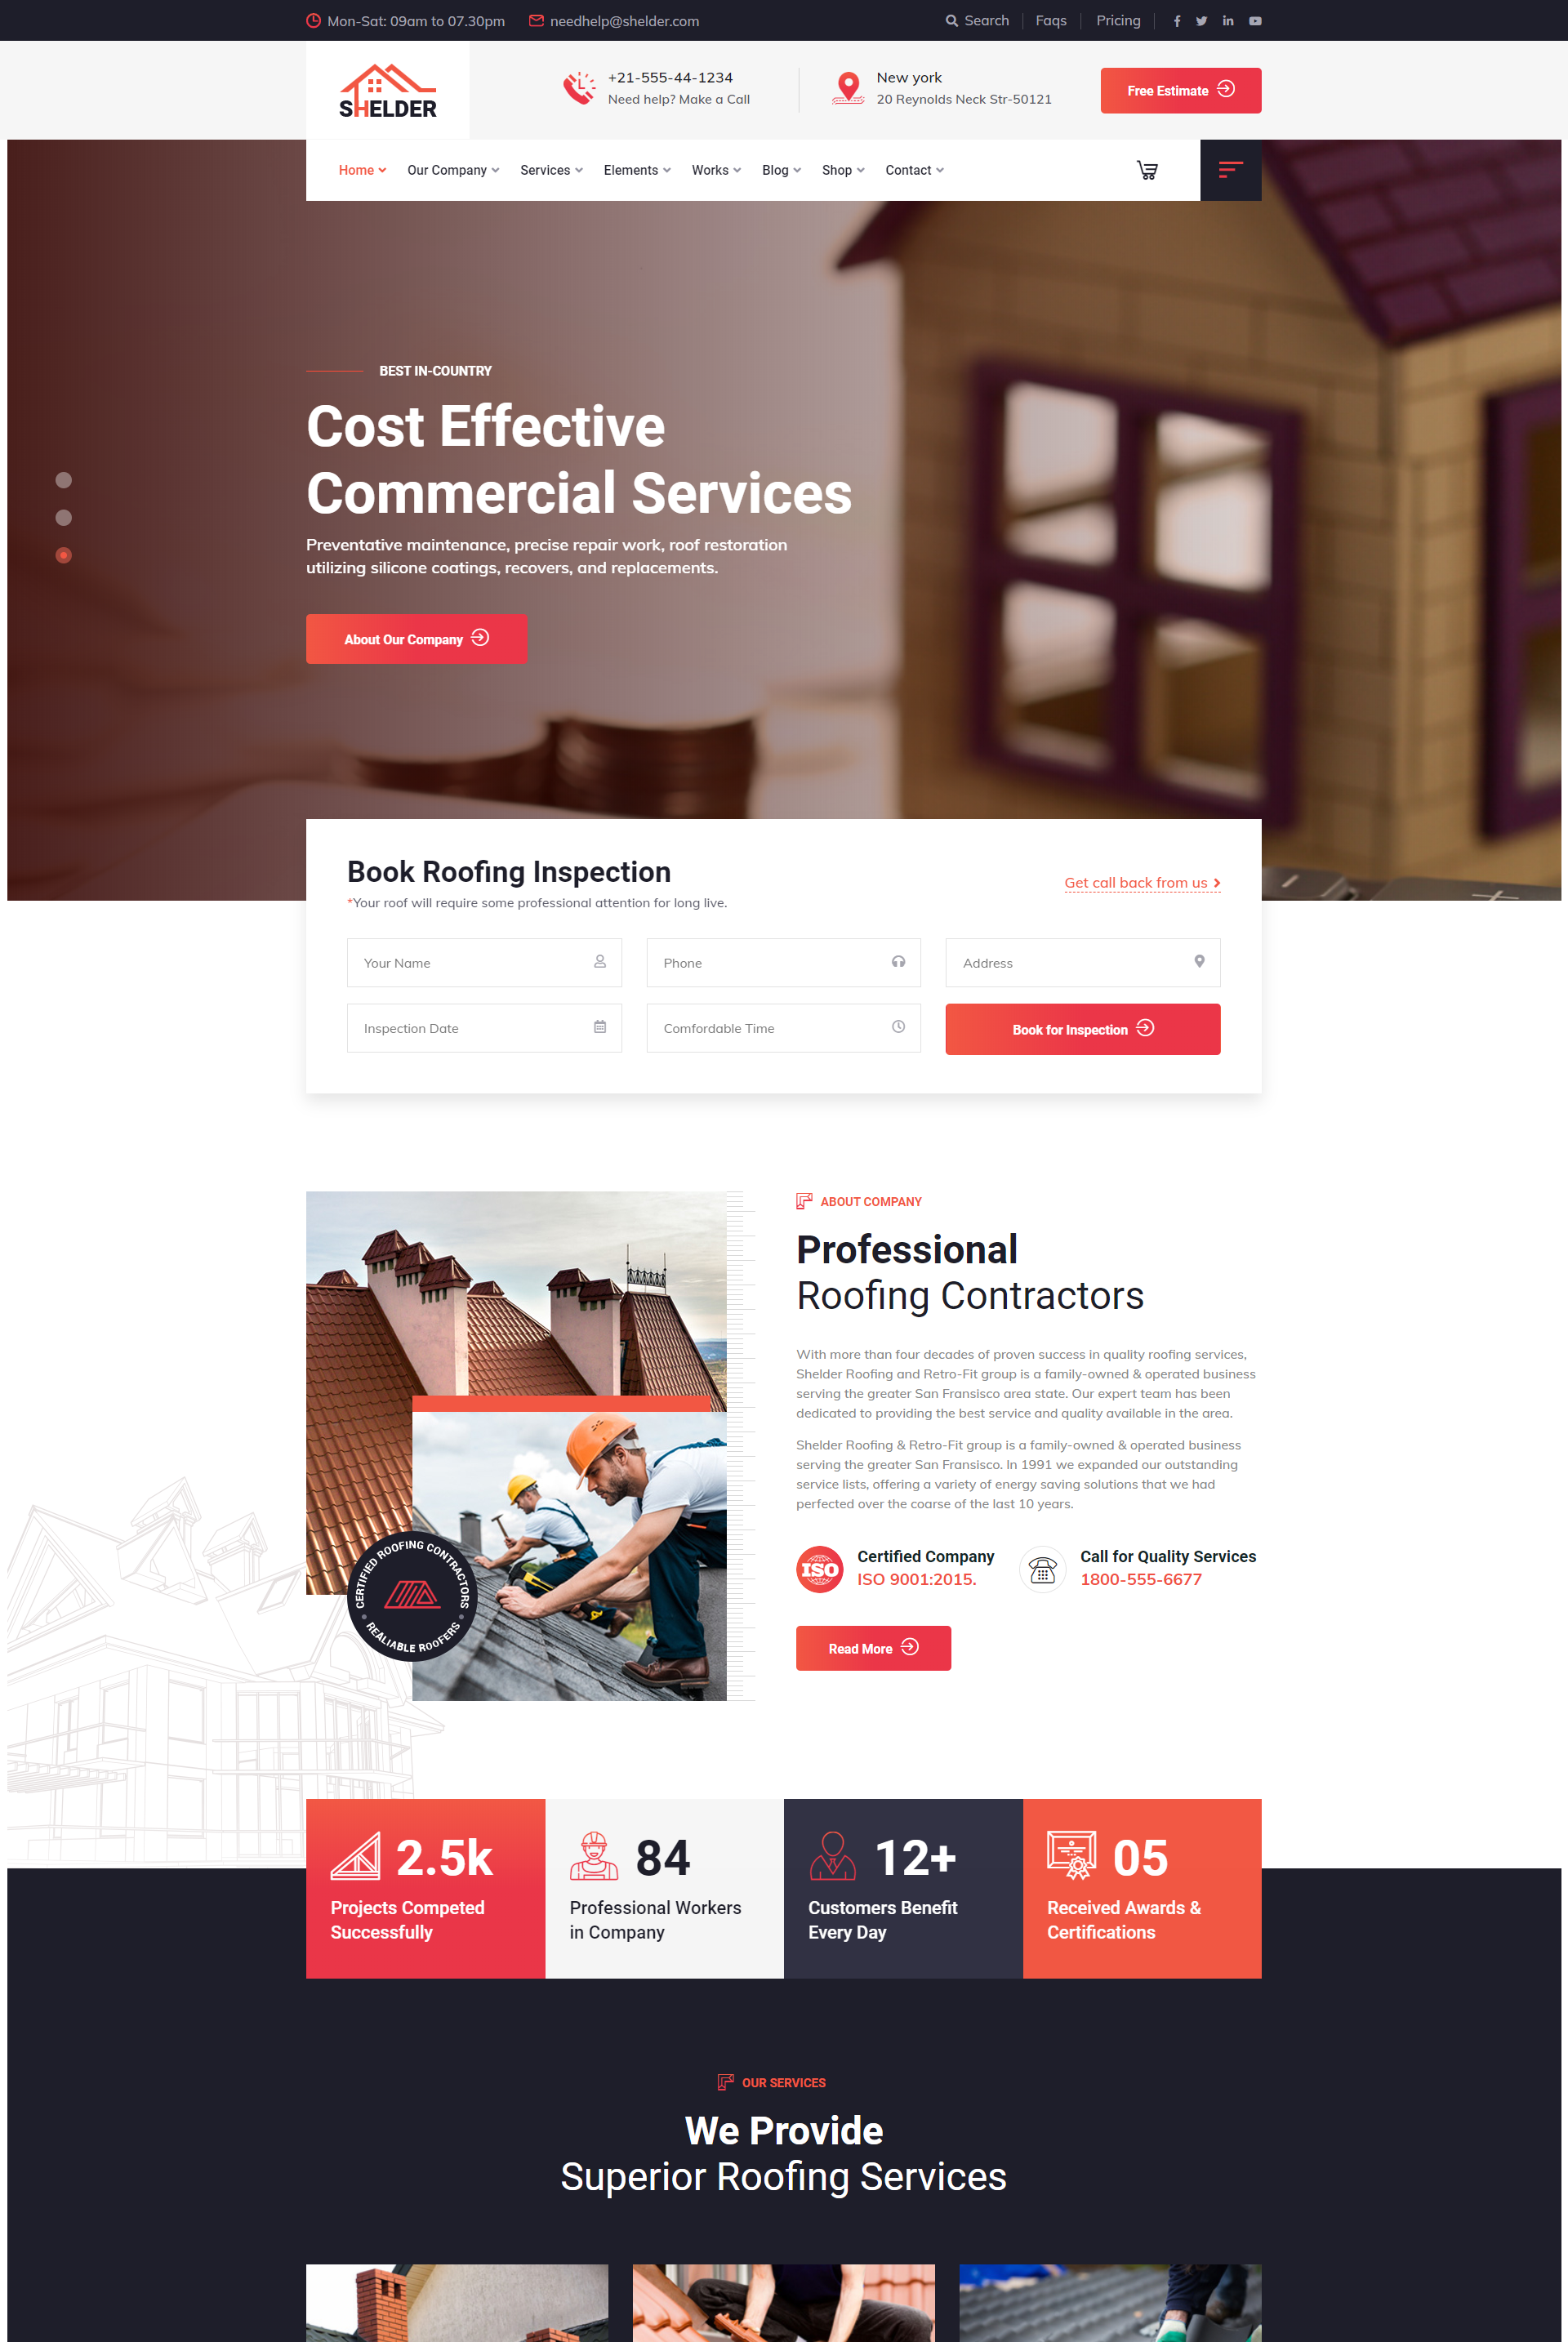 Mon-Sat: 09am to 07.30pm
needhelp@shelder.com
Search
Faqs
Pricing
SHELDER
+21-555-44-1234
Need help? Make a Call
New york
20 Reynolds Neck Str-50121
Free Estimate
Home
Our Company
Services
Elements
Works
Blog
Shop
Contact
BEST IN-COUNTRY
Cost Effective
Commercial Services
Preventative maintenance, precise repair work, roof restoration
utilizing silicone coatings, recovers, and replacements.
About Our Company
Book Roofing Inspection
*Your roof will require some professional attention for long live.
Get call back from us
Your Name
Phone
Address
Inspection Date
Comfordable Time
Book for Inspection
CERTIFIED ROOFING CONTRACTORS
REALIABLE ROOFERS
ABOUT COMPANY
Professional
Roofing Contractors
With more than four decades of proven success in quality roofing services,
Shelder Roofing and Retro-Fit group is a family-owned & operated business
serving the greater San Fransisco area state. Our expert team has been
dedicated to providing the best service and quality available in the area.
Shelder Roofing & Retro-Fit group is a family-owned & operated business
serving the greater San Fransisco. In 1991 we expanded our outstanding
service lists, offering a variety of energy saving solutions that we had
perfected over the coarse of the last 10 years.
ISO
Certified Company
ISO 9001:2015.
Call for Quality Services
1800-555-6677
Read More
2.5k
Projects Competed
Successfully
84
Professional Workers
in Company
12+
Customers Benefit
Every Day
05
Received Awards &
Certifications
OUR SERVICES
We Provide
Superior Roofing Services